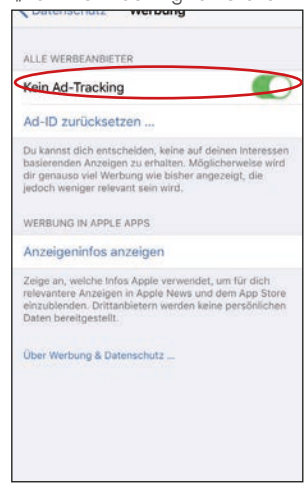 Datenschutz Werbung
ALLE WERBEANBIETER
Kein Ad-Tracking
Ad-ID zurücksetzen ...
Du kannst dich entscheiden, keine auf deinen Interessen
basierenden Anzeigen zu erhalten. Möglicherweise wird
dir genauso viel Werbung wie bisher angezeigt, die
jedoch weniger relevant sein wird.
WERBUNG IN APPLE APPS
Anzeigeninfos anzeigen
Zeige an, welche Infos Apple verwendet, um für dich
relevantere Anzeigen in Apple News und dem App Store
einzublenden. Drittanbietern werden keine persönlichen
Daten bereitgestellt.
Über Werbung & Datenschutz ...